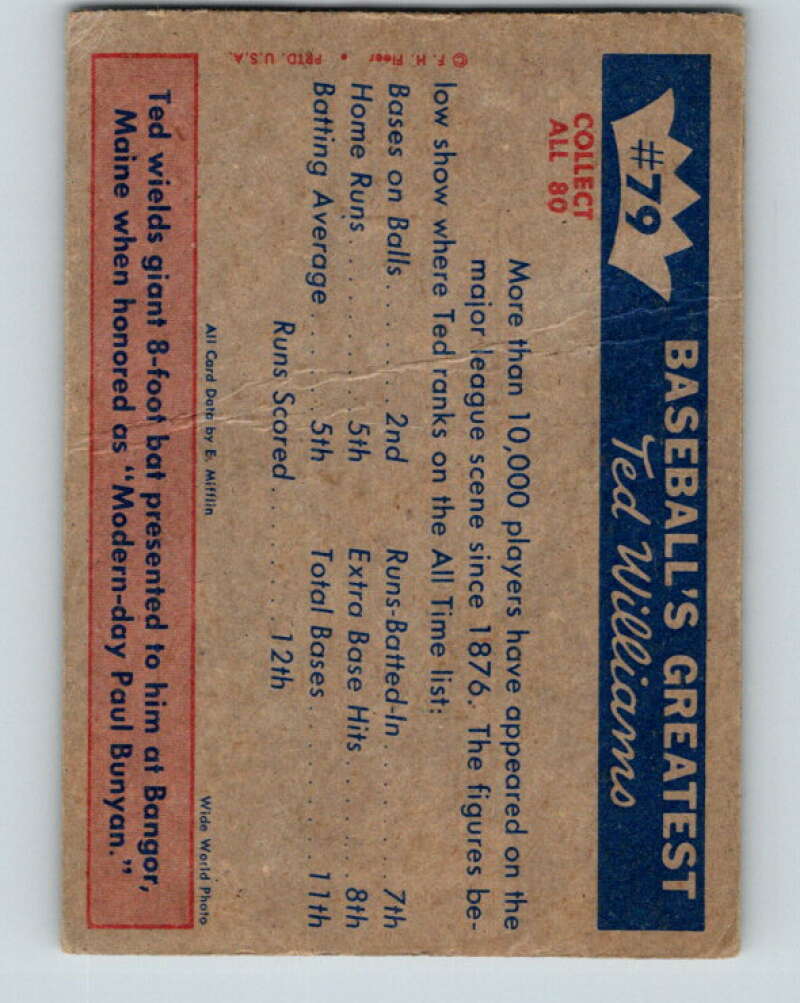 #79
BASEBALL'S GREATEST
Ted Williams
COLLECT
ALL 80
More than 10,000 players have appeared on the
major league scene since 1876. The figures be-
low show where Ted ranks on the All Time list:
Bases on Balls........2nd Runs-Batted-In........7th
Home Runs..........5th Extra Base Hits.......8th
Batting Average......5th Total Bases..........11th
Runs Scored........12th
© F. H. Fleer • PRTD. U.S.A.
All Card Data by E. Mifflin
Wide World Photo
Ted wields giant 8-foot bat presented to him at Bangor,
Maine when honored as "Modern-day Paul Bunyan."